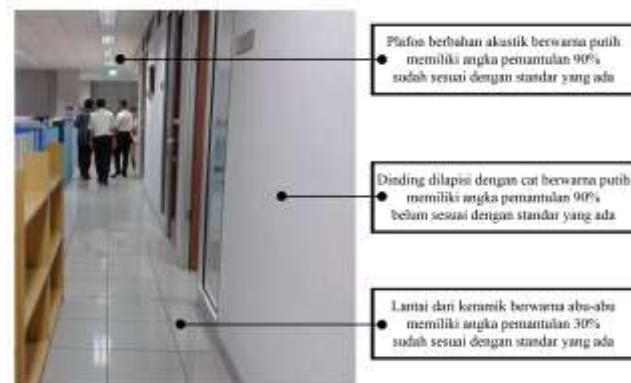 Plafon berbahan akustik berwarna putih
memiliki angka pemantulan 90%
sudah sesuai dengan standar yang ada
Dinding dilapisi dengan cat berwarna putih
memiliki angka pemantulan 90%
belum sesuai dengan standar yang ada
Lantai dari keramik berwarna abu-abu
memiliki angka pemantulan 30%
sudah sesuai dengan standar yang ada